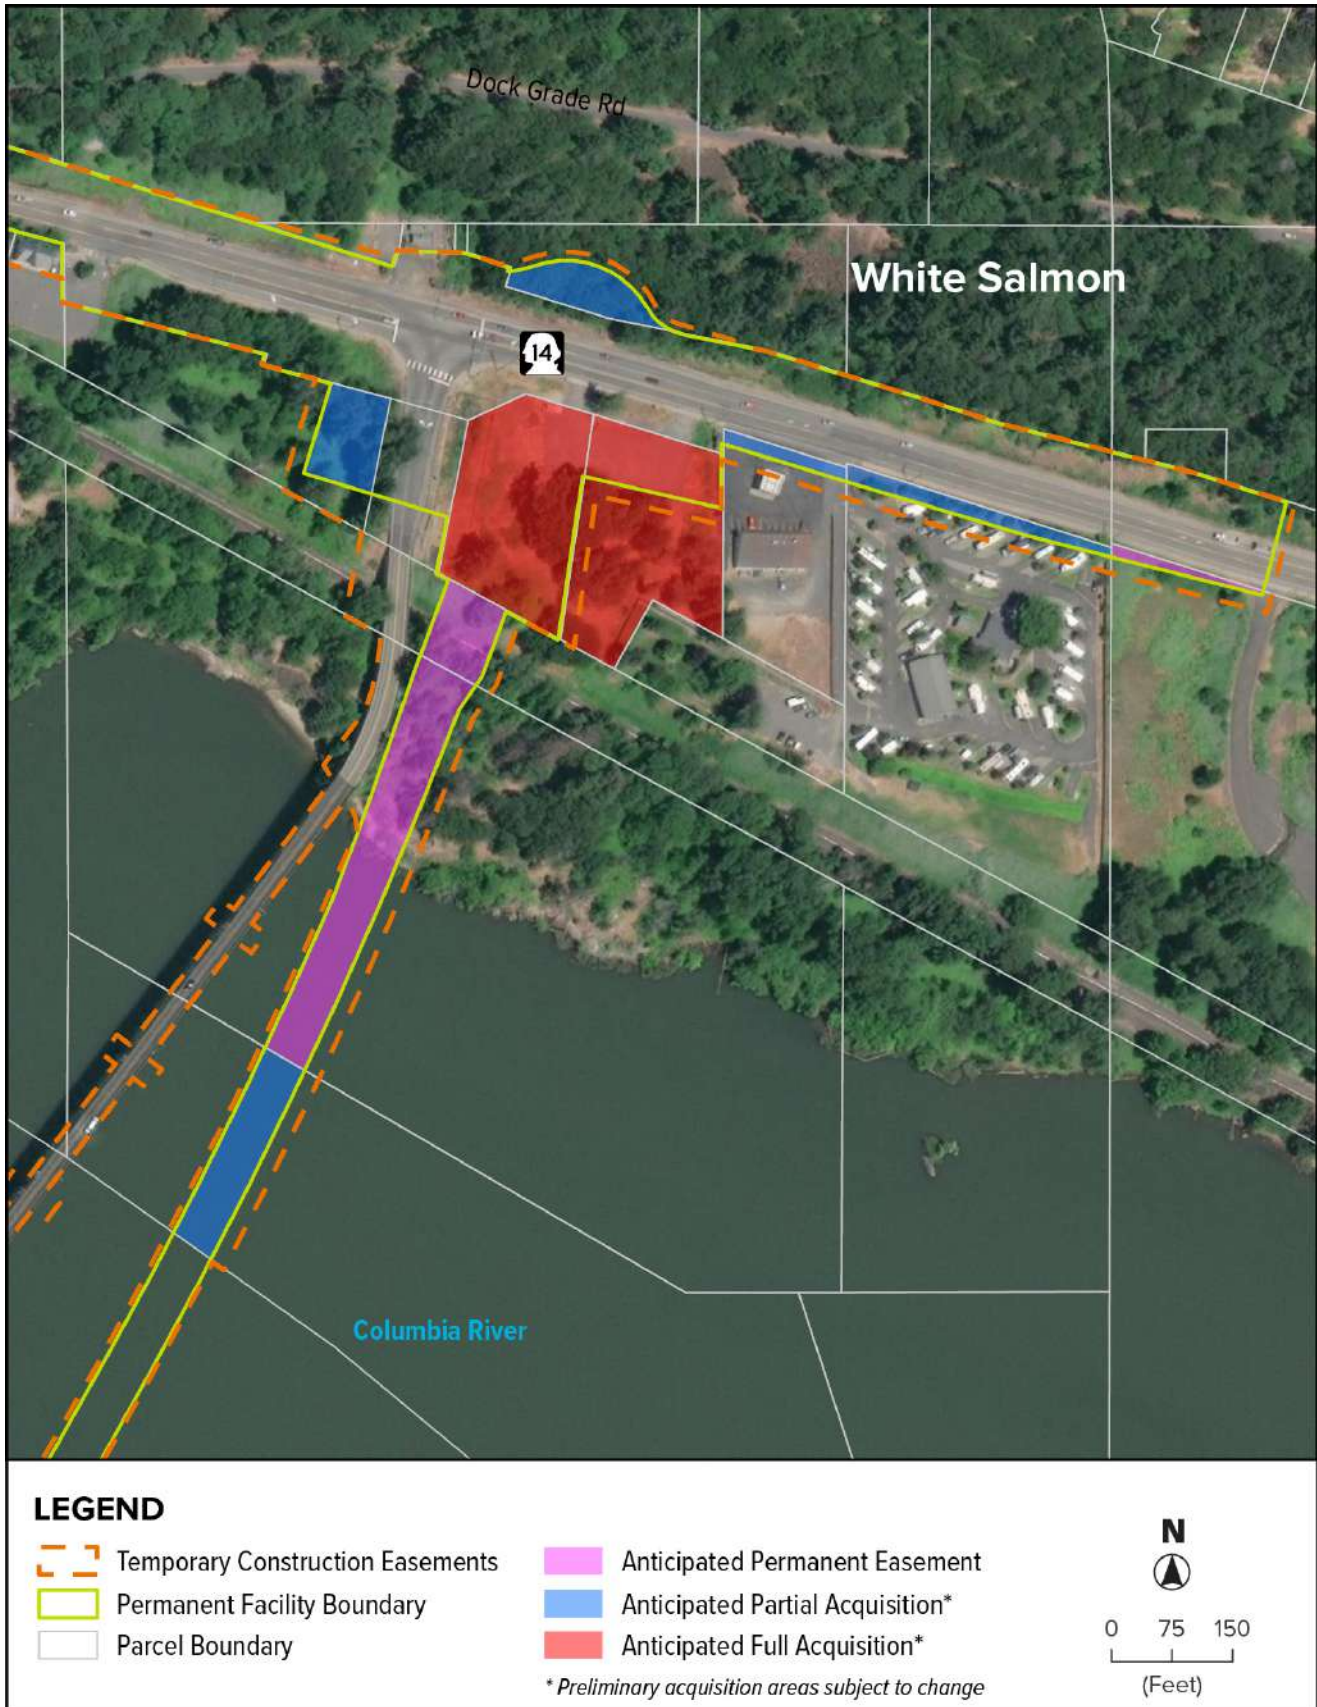 Dock Grade Rd
White Salmon
14
Columbia River
LEGEND
Temporary Construction Easements
Permanent Facility Boundary
Parcel Boundary
Anticipated Permanent Easement
Anticipated Partial Acquisition*
Anticipated Full Acquisition*
* Preliminary acquisition areas subject to change
N
0 75 150
(Feet)